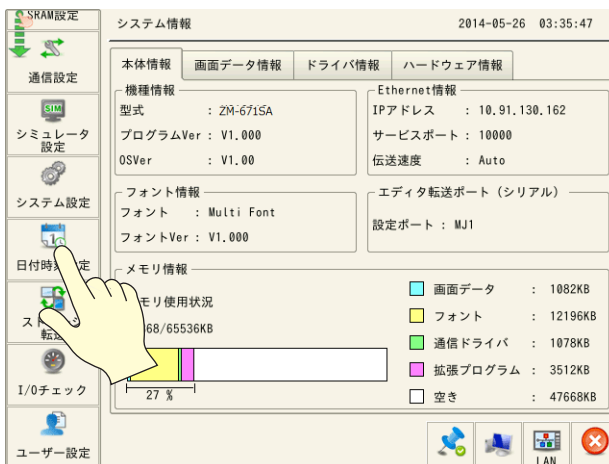 SRAM設定
システム情報 2014-05-26 03:35:47
通信設定
SIM
シミュレータ
設定
システム設定
1
日付時 定
ス
転
I/Oチェック
ユーザー設定
本体情報 画面データ情報 ドライバ情報 ハードウェア情報
機種情報
型式 : ZM-671SA
プログラムVer : V1.000
OSVer : V1.00
Ethernet情報
IPアドレス : 10.91.130.162
サービスポート : 10000
伝送速度 : Auto
フォント情報
フォント : Multi Font
フォントVer : V1.000
エディタ転送ポート (シリアル)
設定ポート : MJ1
メモリ情報
モリ使用状況
68/65536KB
27 %
画面データ : 1082KB
フォント : 12196KB
通信ドライバ : 1078KB
拡張プログラム : 3512KB
空き : 47668KB
LAN